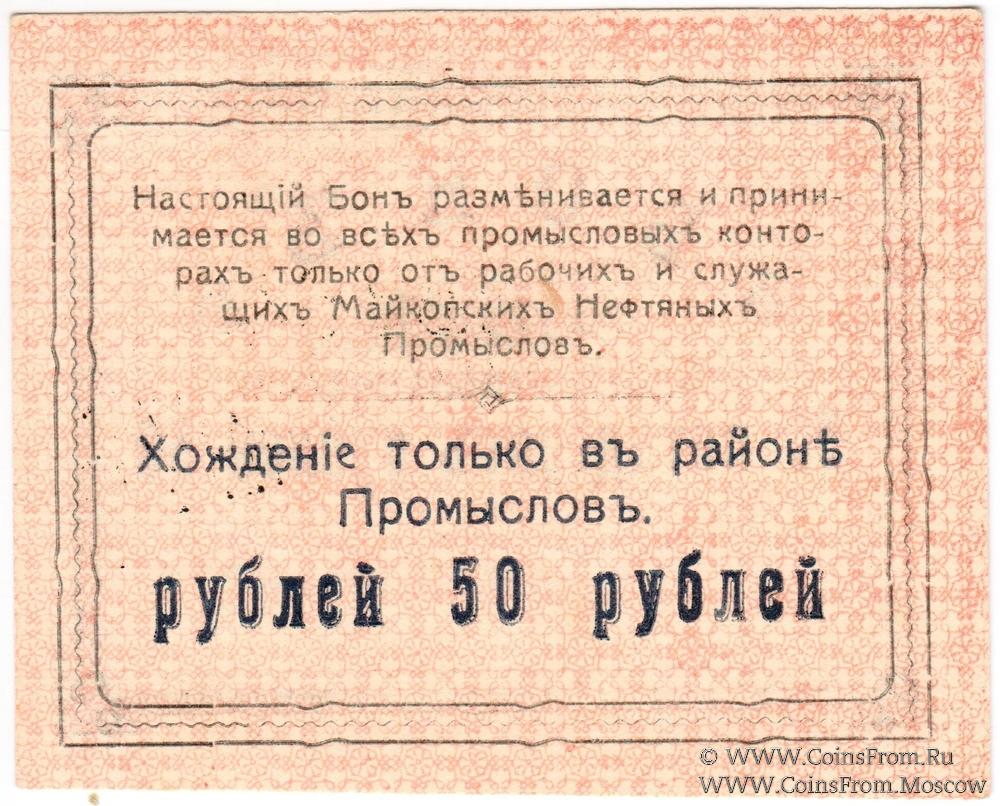 Настоящій Бонъ размѣнивается и прини-
мается во всѣхъ промысловыхъ конто-
рахъ только отъ рабочихъ и служа-
щихъ Майкопскихъ Нефтяныхъ
Промысловъ.
Хожденіе только въ районѣ
Промысловъ.
рублей 50 рублей
© WWW.CoinsFrom.Ru
WWW.CoinsFrom.Moscow